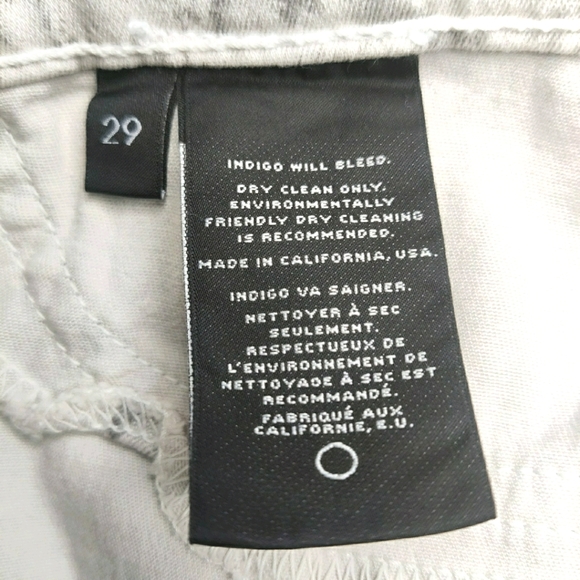 29
INDIGO WILL BLEED.
DRY CLEAN ONLY.
ENVIRONMENTALLY
FRIENDLY DRY CLEANING
IS RECOMMENDED.
MADE IN CALIFORNIA, USA.
INDIGO VA SAIGNER.
NETTOYER À SEC
SEULEMENT.
RESPECTUEUX DE
L'ENVIRONNEMENT DE
NETTOYAGE À SEC EST
RECOMMANDÉ.
FABRIQUÉ AUX
CALIFORNIE, E.U.